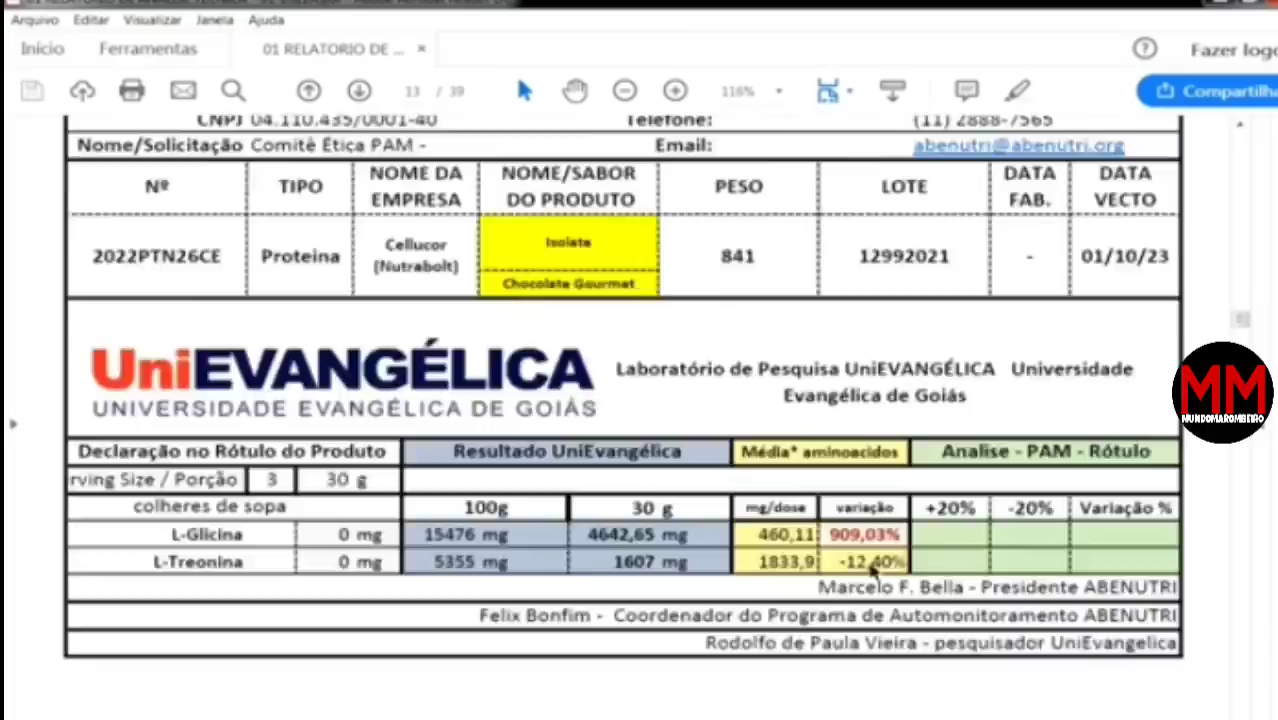 Arquivo Editar Visualizar Janela Ajuda
Início Ferramentas 01 RELATORIO DE ... × ? Fazer logo
13 / 39 116% Compartilha
CNPJ 04.110.435/0001-40 Telefone: (11) 2888-7565
Nome/Solicitação Comitê Ética PAM - Email: abenutri@abenutri.org
Nº TIPO NOME DA EMPRESA NOME/SABOR DO PRODUTO PESO LOTE DATA FAB. DATA VECTO
2022PTN26CE Proteina Cellucor (Nutrabolt) Isolate 841 12992021 - 01/10/23
Chocolate Gourmet
UniEVANGÉLICA
UNIVERSIDADE EVANGÉLICA DE GOIÁS
Laboratório de Pesquisa UniEVANGÉLICA Universidade
Evangélica de Goiás
MM
MUNDOMAROMBEIRO
Declaração no Rótulo do Produto Resultado UniEvangélica Média* aminoacidos Analise - PAM - Rótulo
rving Size / Porção 3 30 g
colheres de sopa 100g 30 g mg/dose variação +20% -20% Variação %
L-Glicina 0 mg 15476 mg 4642,65 mg 460,11 909,03%
L-Treonina 0 mg 5355 mg 1607 mg 1833,9 -12,40%
Marcelo F. Bella - Presidente ABENUTRI
Felix Bonfim - Coordenador do Programa de Automonitoramento ABENUTRI
Rodolfo de Paula Vieira - pesquisador UniEvangelica